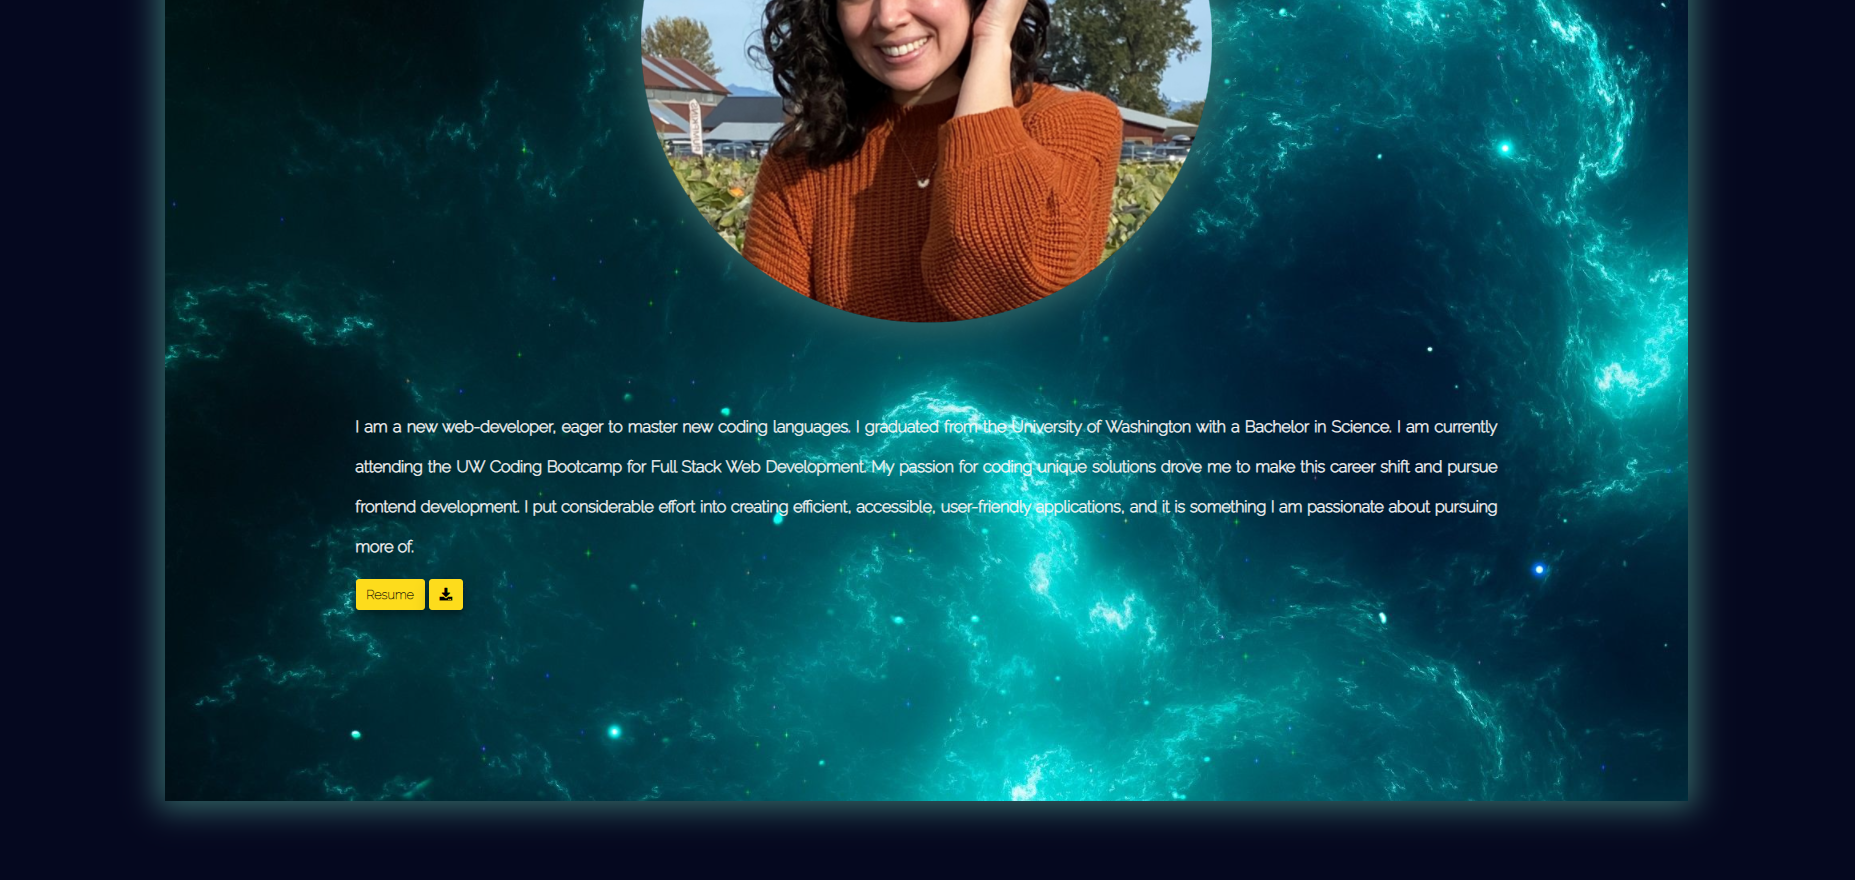 I am a new web-developer, eager to master new coding languages. I graduated from the University of Washington with a Bachelor in Science. I am currently
attending the UW Coding Bootcamp for Full Stack Web Development. My passion for coding unique solutions drove me to make this career shift and pursue
frontend development. I put considerable effort into creating efficient, accessible, user-friendly applications, and it is something I am passionate about pursuing
more of.
Resume